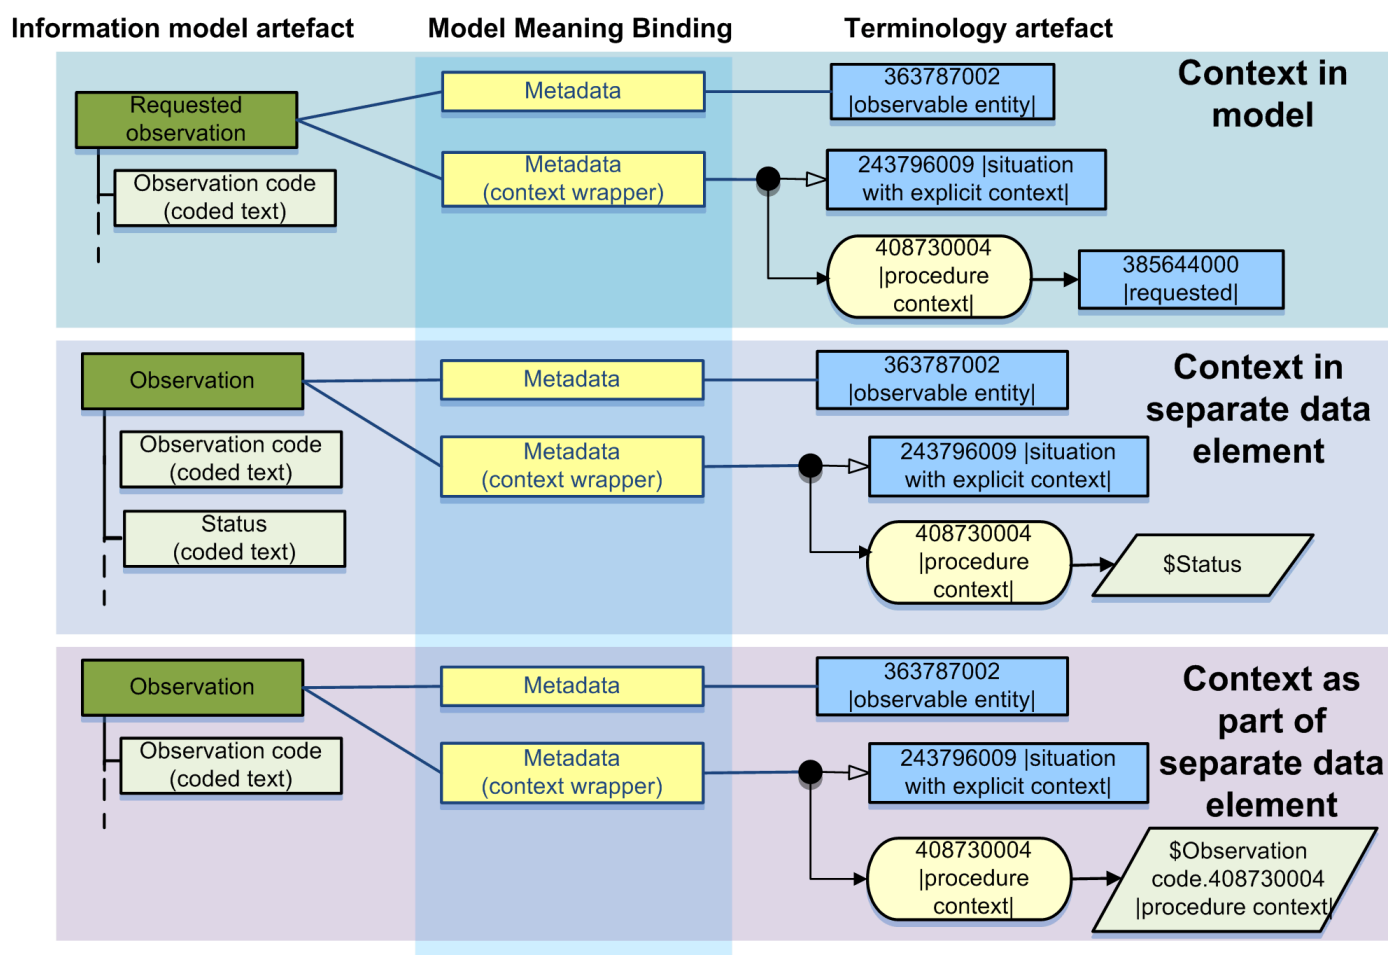 Information model artefact
Model Meaning Binding
Terminology artefact
Context in
model
Requested
observation
Observation code
(coded text)
Metadata
Metadata
(context wrapper)
363787002
|observable entity|
243796009 |situation
with explicit context|
408730004
|procedure
context|
385644000
|requested|
Context in
separate data
element
Observation
Observation code
(coded text)
Status
(coded text)
Metadata
Metadata
(context wrapper)
363787002
|observable entity|
243796009 |situation
with explicit context|
408730004
|procedure
context|
$Status
Context as
part of
separate data
element
Observation
Observation code
(coded text)
Metadata
Metadata
(context wrapper)
363787002
|observable entity|
243796009 |situation
with explicit context|
408730004
|procedure
context|
$Observation
code.408730004
|procedure context|